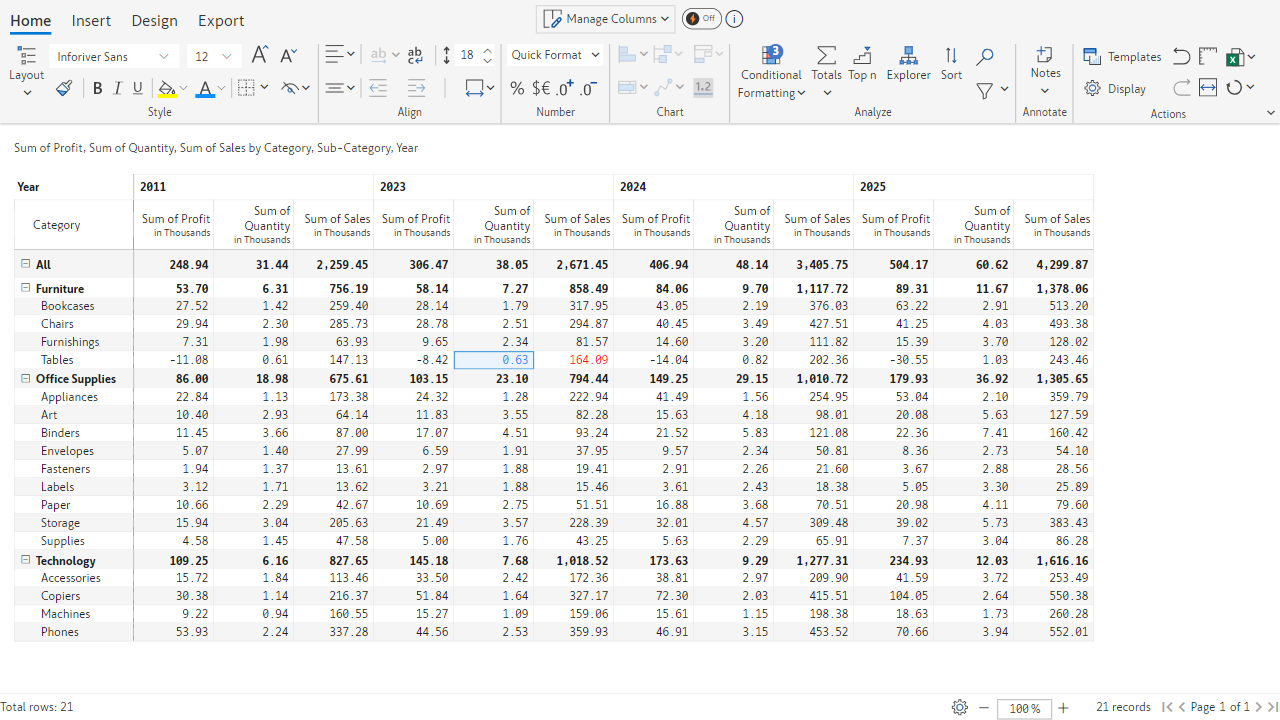 Home Insert Design Export Manage Columns Off
Layout Inforiver Sans 12 A A ab ab 18 Quick Format Conditional Formatting 3 Totals Top n Explorer Sort Notes Templates
B I U A % $€ .0+ .0- 1.2 Display
Style Align Number Chart Analyze Annotate Actions
Sum of Profit, Sum of Quantity, Sum of Sales by Category, Sub-Category, Year
Year 2011 2023 2024 2025
Category Sum of Profit in Thousands Sum of Quantity in Thousands Sum of Sales in Thousands Sum of Profit in Thousands Sum of Quantity in Thousands Sum of Sales in Thousands Sum of Profit in Thousands Sum of Quantity in Thousands Sum of Sales in Thousands Sum of Profit in Thousands Sum of Quantity in Thousands Sum of Sales in Thousands
All 248.94 31.44 2,259.45 306.47 38.05 2,671.45 406.94 48.14 3,405.75 504.17 60.62 4,299.87
Furniture 53.70 6.31 756.19 58.14 7.27 858.49 84.06 9.70 1,117.72 89.31 11.67 1,378.06
Bookcases 27.52 1.42 259.40 28.14 1.79 317.95 43.05 2.19 376.03 63.22 2.91 513.20
Chairs 29.94 2.30 285.73 28.78 2.51 294.87 40.45 3.49 427.51 41.25 4.03 493.38
Furnishings 7.31 1.98 63.93 9.65 2.34 81.57 14.60 3.20 111.82 15.39 3.70 128.02
Tables -11.08 0.61 147.13 -8.42 0.63 164.09 -14.04 0.82 202.36 -30.55 1.03 243.46
Office Supplies 86.00 18.98 675.61 103.15 23.10 794.44 149.25 29.15 1,010.72 179.93 36.92 1,305.65
Appliances 22.84 1.13 173.38 24.32 1.28 222.94 41.49 1.56 254.95 53.04 2.10 359.79
Art 10.40 2.93 64.14 11.83 3.55 82.28 15.63 4.18 98.01 20.08 5.63 127.59
Binders 11.45 3.66 87.00 17.07 4.51 93.24 21.52 5.83 121.08 22.36 7.41 160.42
Envelopes 5.07 1.40 27.99 6.59 1.91 37.95 9.57 2.34 50.81 8.36 2.73 54.10
Fasteners 1.94 1.37 13.61 2.97 1.88 19.41 2.91 2.26 21.60 3.67 2.88 28.56
Labels 3.12 1.71 13.62 3.21 1.88 15.46 3.61 2.43 18.38 5.05 3.30 25.89
Paper 10.66 2.29 42.67 10.69 2.75 51.51 16.88 3.68 70.51 20.98 4.11 79.60
Storage 15.94 3.04 205.63 21.49 3.57 228.39 32.01 4.57 309.48 39.02 5.73 383.43
Supplies 4.58 1.45 47.58 5.00 1.76 43.25 5.63 2.29 65.91 7.37 3.04 86.28
Technology 109.25 6.16 827.65 145.18 7.68 1,018.52 173.63 9.29 1,277.31 234.93 12.03 1,616.16
Accessories 15.72 1.84 113.46 33.50 2.42 172.36 38.81 2.97 209.90 41.59 3.72 253.49
Copiers 30.38 1.14 216.37 51.84 1.64 327.17 72.30 2.03 415.51 104.05 2.64 550.38
Machines 9.22 0.94 160.55 15.27 1.09 159.06 15.61 1.15 198.38 18.63 1.73 260.28
Phones 53.93 2.24 337.28 44.56 2.53 359.93 46.91 3.15 453.52 70.66 3.94 552.01
Total rows: 21 100 % 21 records Page 1 of 1